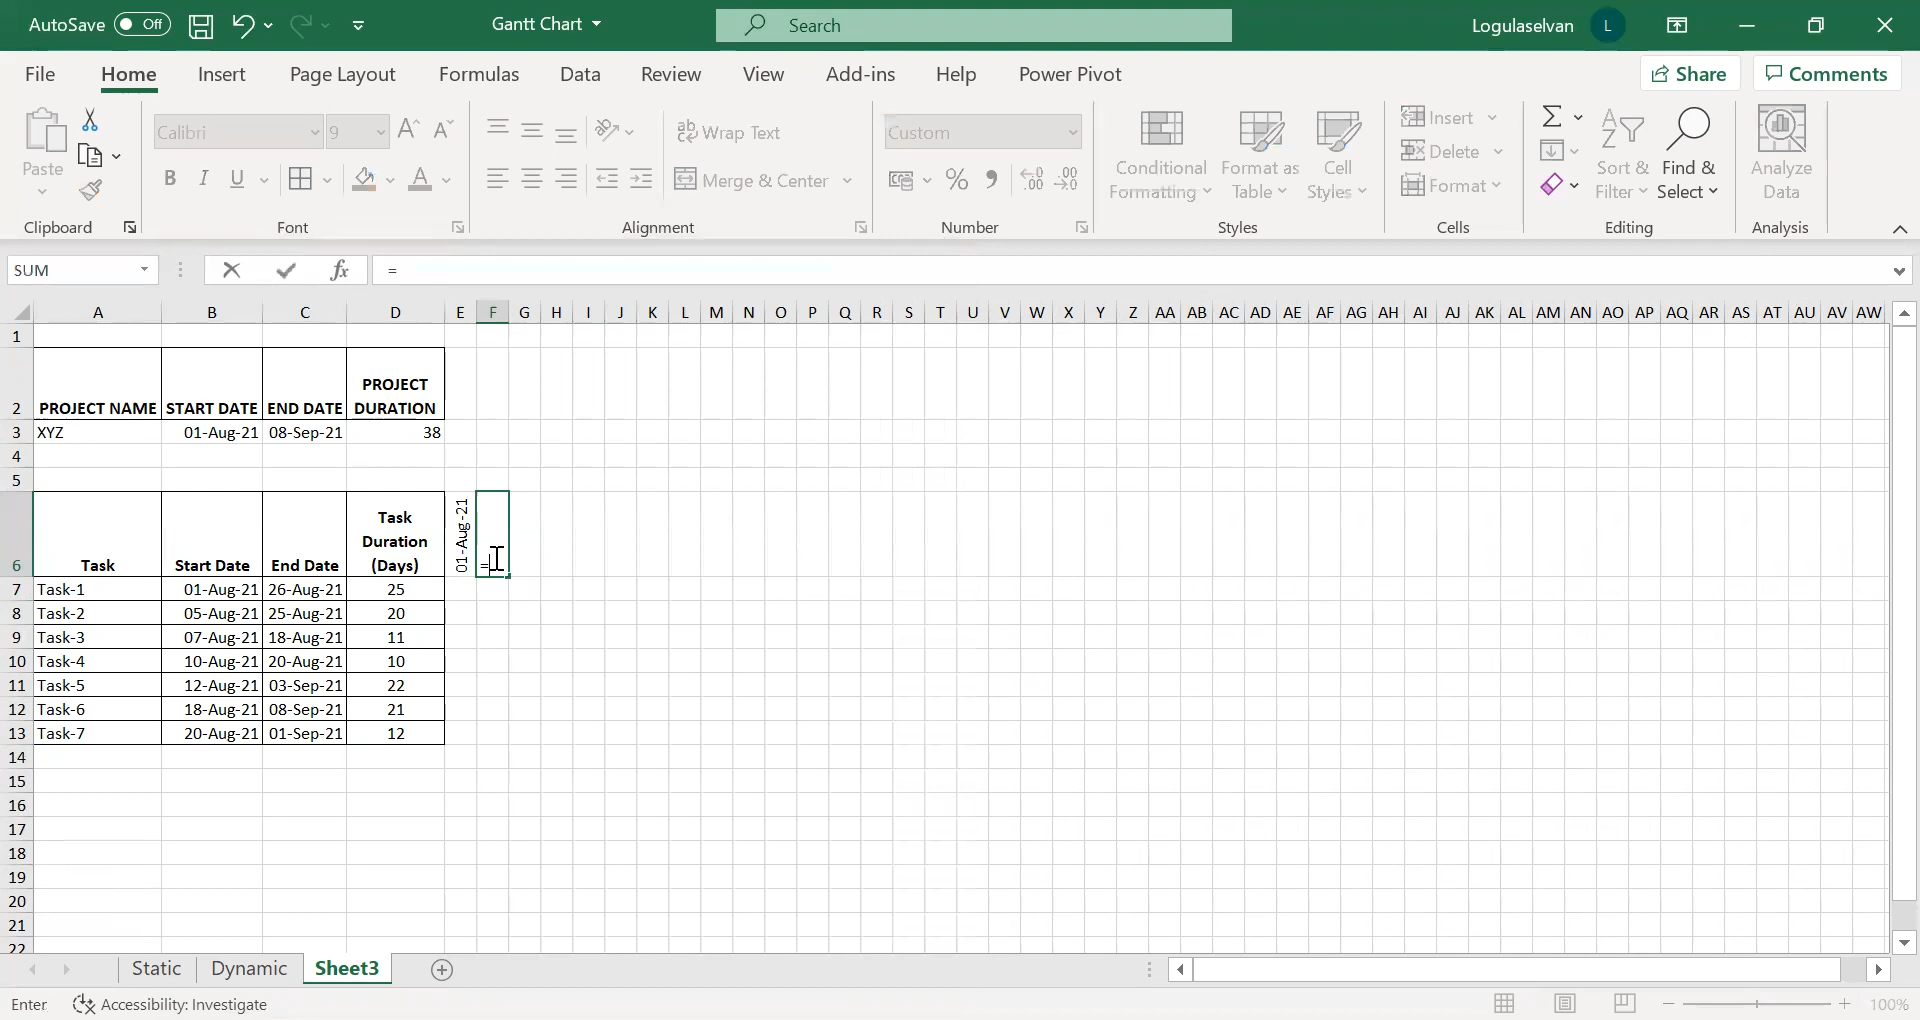 AutoSave Off Gantt Chart Search Logulaselvan L
File Home Insert Page Layout Formulas Data Review View Add-ins Help Power Pivot Share Comments
Calibri 9 Wrap Text Custom Insert
Paste Merge & Center Conditional Formatting Format as Table Cell Styles Delete Format Sort & Filter Find & Select Analyze Data
Clipboard Font Alignment Number Styles Cells Editing Analysis
SUM fx =
A B C D E F G H I J K L M N O P Q R S T U V W X Y Z AA AB AC AD AE AF AG AH AI AJ AK AL AM AN AO AP AQ AR AS AT AU AV AW
1
2 PROJECT NAME START DATE END DATE PROJECT DURATION
3 XYZ 01-Aug-21 08-Sep-21 38
4
5
6 Task Start Date End Date Task Duration (Days) 01-Aug-21 =
7 Task-1 01-Aug-21 26-Aug-21 25
8 Task-2 05-Aug-21 25-Aug-21 20
9 Task-3 07-Aug-21 18-Aug-21 11
10 Task-4 10-Aug-21 20-Aug-21 10
11 Task-5 12-Aug-21 03-Sep-21 22
12 Task-6 18-Aug-21 08-Sep-21 21
13 Task-7 20-Aug-21 01-Sep-21 12
14
15
16
17
18
19
20
21
22
Static Dynamic Sheet3
Enter Accessibility: Investigate 100%